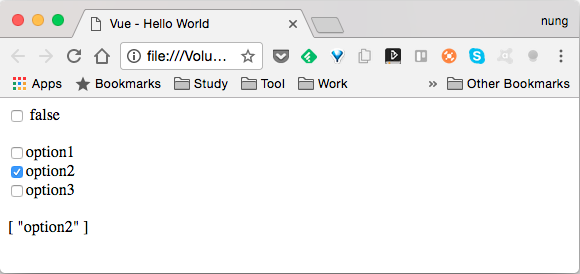 Vue - Hello World
nung
file:///Volu...
Apps Bookmarks Study Tool Work » Other Bookmarks
false
option1
option2
option3
[ "option2" ]